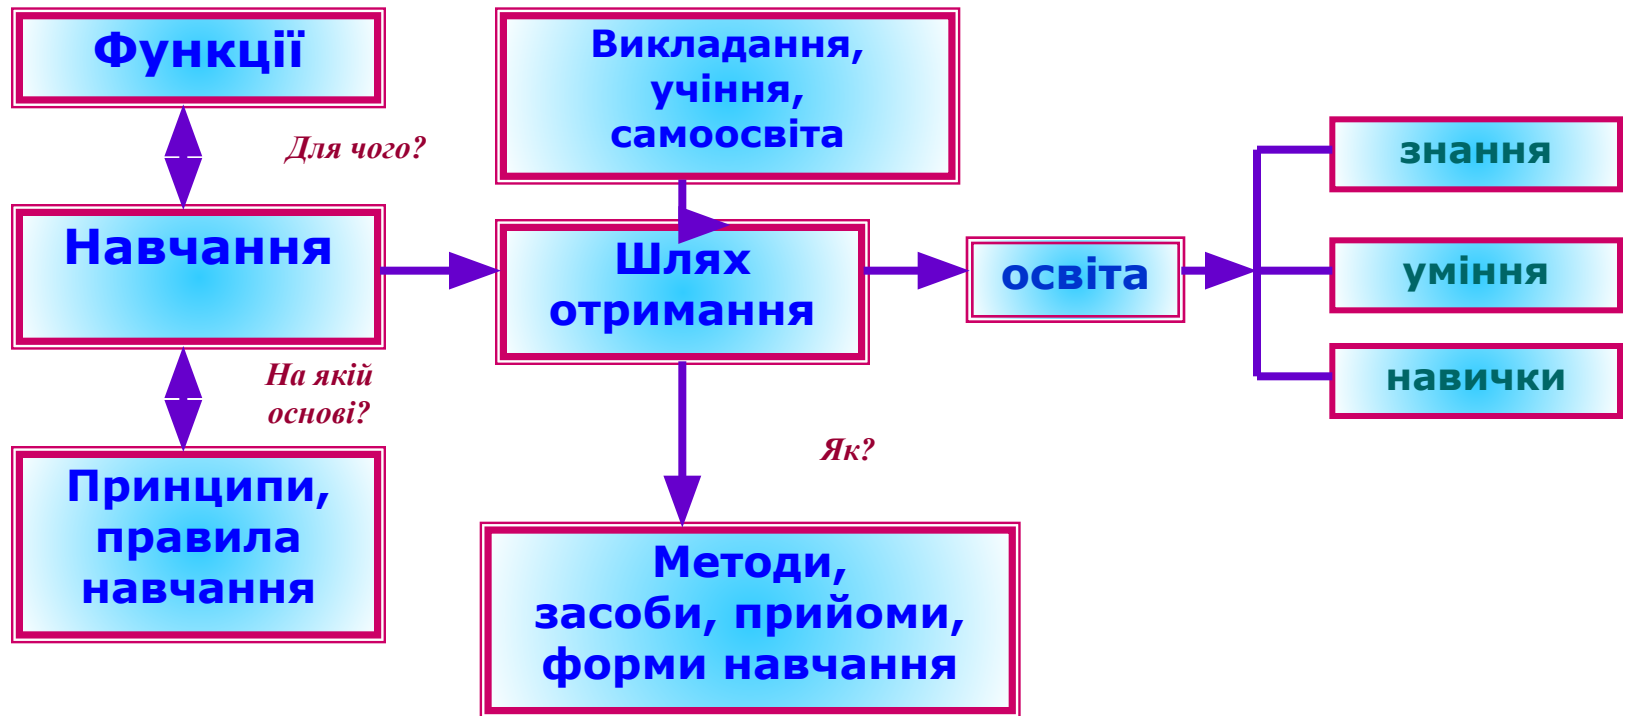 Функції
Для чого?
Навчання
На якій
основі?
Принципи,
правила
навчання
Викладання,
учіння,
самоосвіта
Шлях
отримання
Як?
Методи,
засоби, прийоми,
форми навчання
освіта
знання
уміння
навички